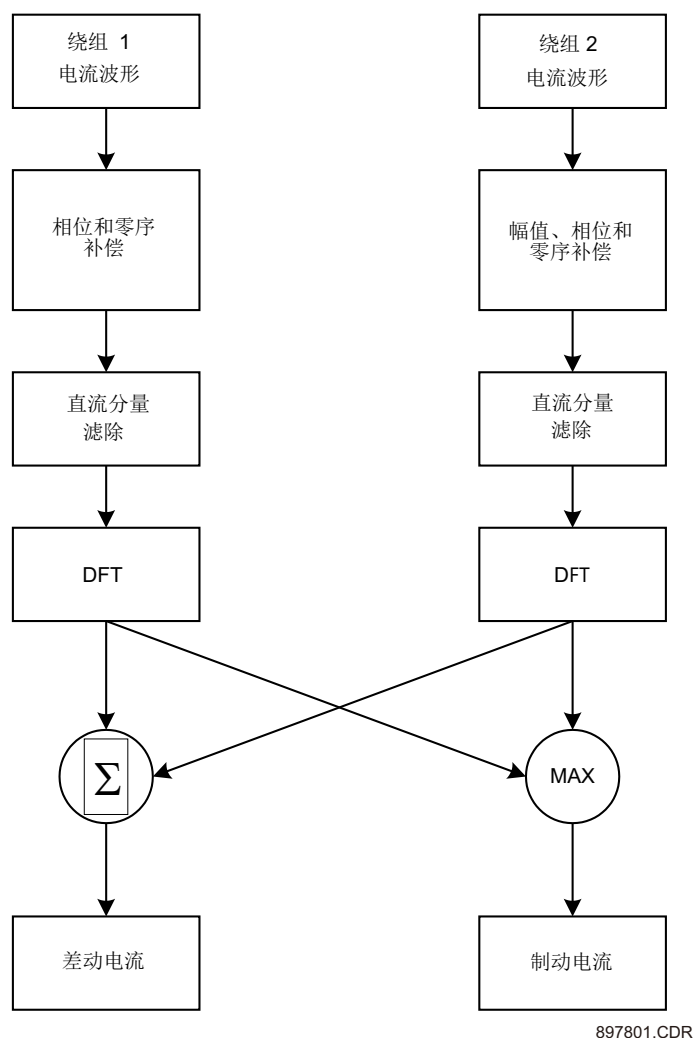 绕组 1
电流波形
绕组 2
电流波形
相位和零序
补偿
幅值、相位和
零序补偿
直流分量
滤除
直流分量
滤除
DFT
DFT
Σ
MAX
差动电流
制动电流
897801.CDR